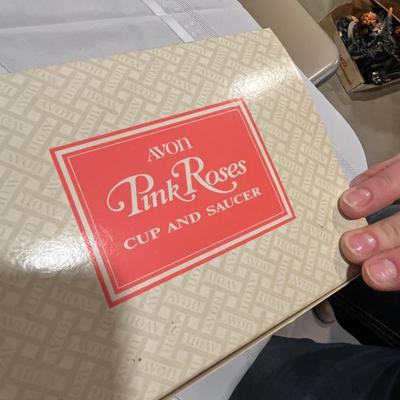 AVON
Pink Roses
CUP AND SAUCER